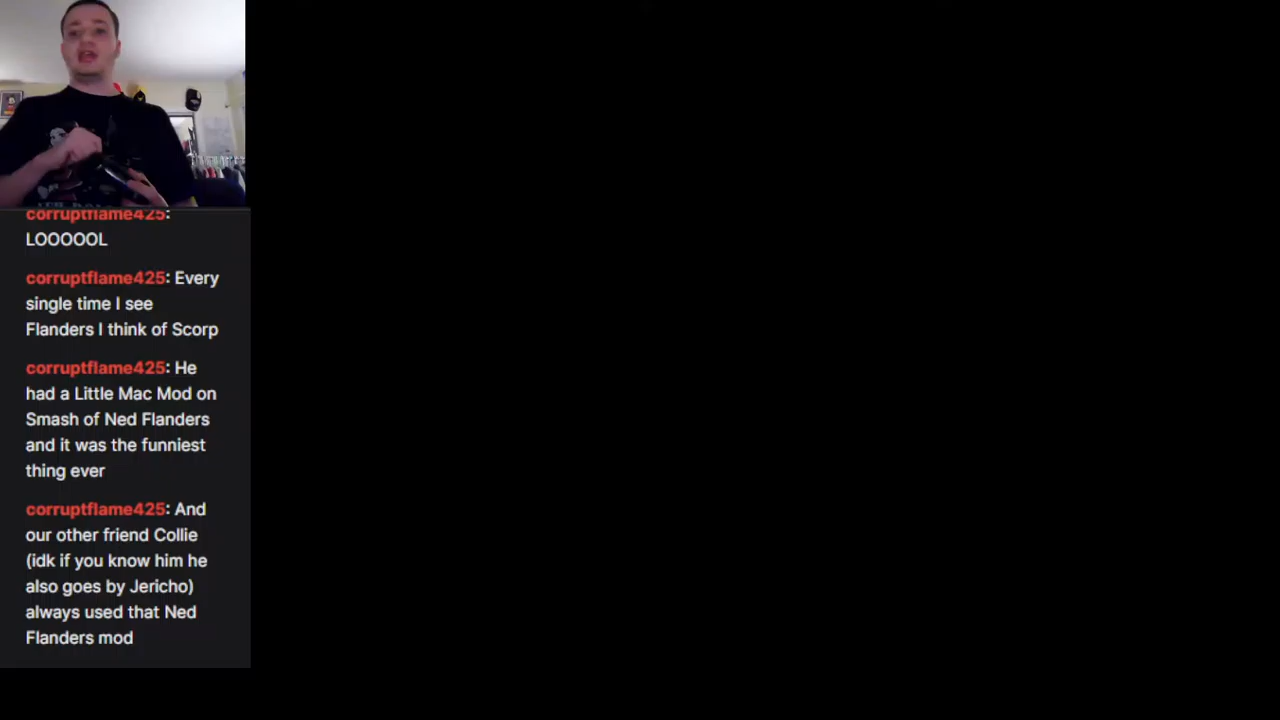 corruptflame425:
LOOOOOL
corruptflame425: Every
single time I see
Flanders I think of Scorp
corruptflame425: He
had a Little Mac Mod on
Smash of Ned Flanders
and it was the funniest
thing ever
corruptflame425: And
our other friend Collie
(idk if you know him he
also goes by Jericho)
always used that Ned
Flanders mod